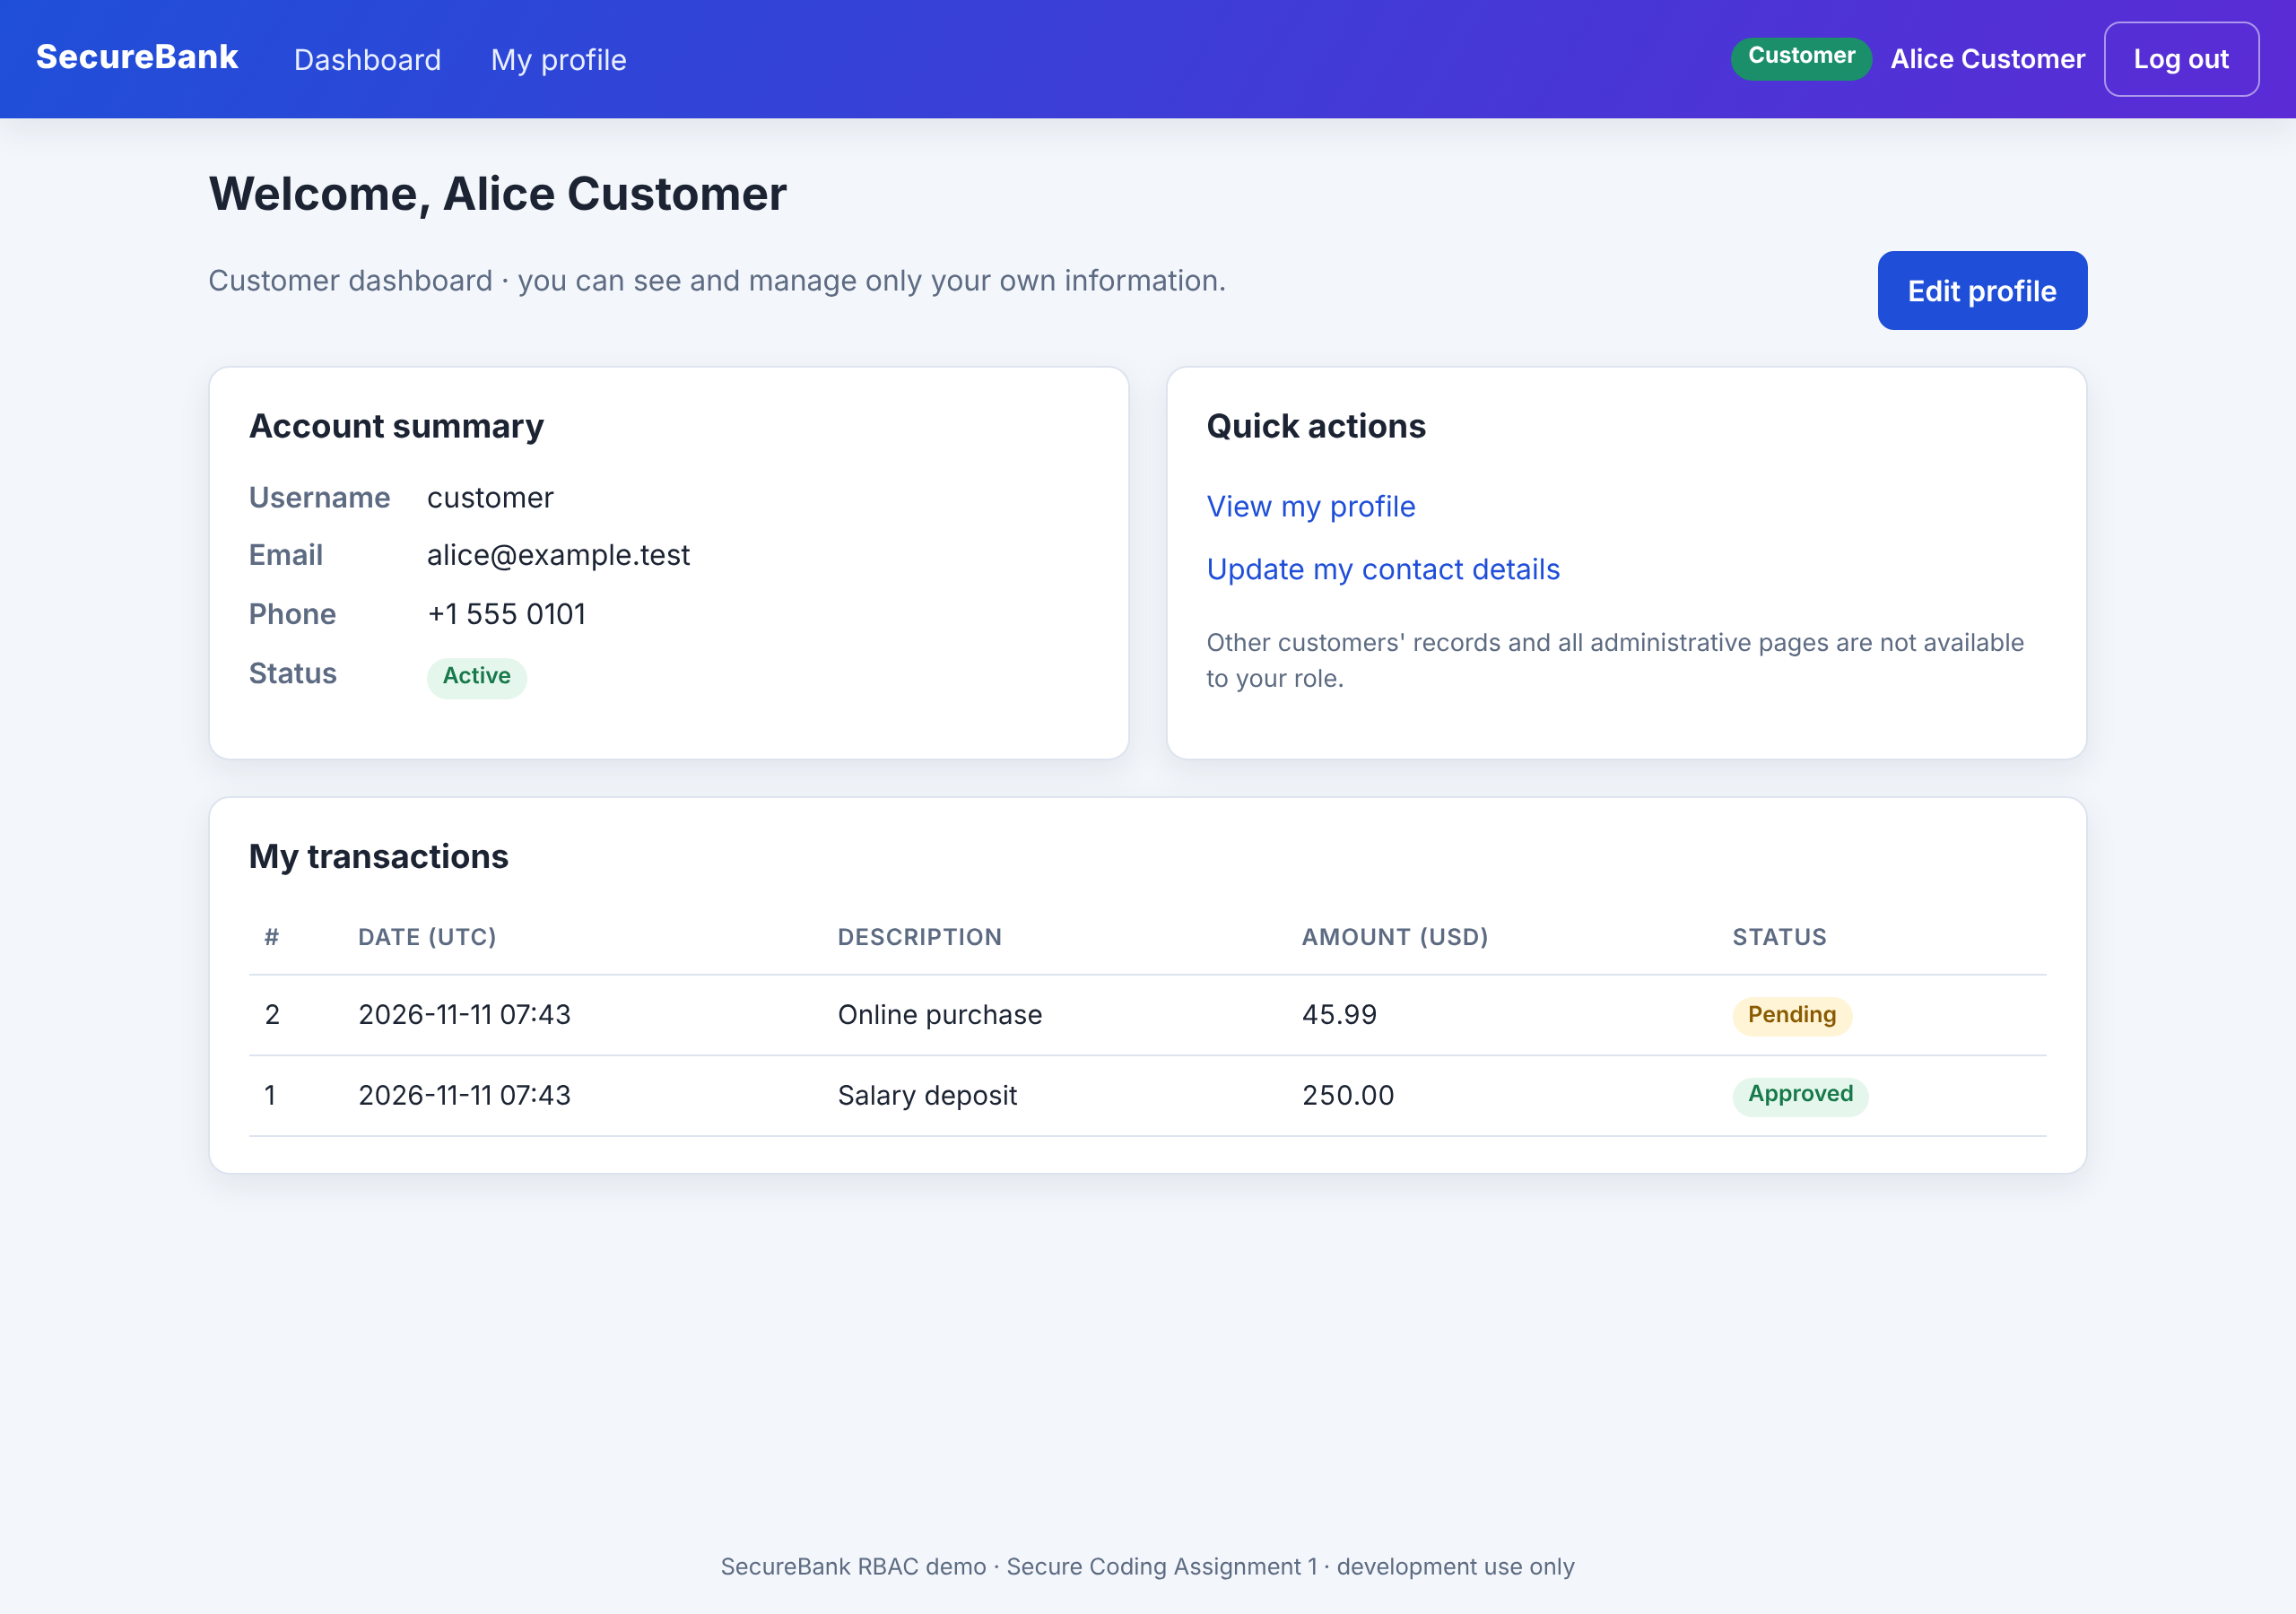 SecureBank Dashboard My profile Customer Alice Customer Log out
Welcome, Alice Customer
Customer dashboard · you can see and manage only your own information.
Edit profile
Account summary
Username customer
Email alice@example.test
Phone +1 555 0101
Status Active
Quick actions
View my profile
Update my contact details
Other customers' records and all administrative pages are not available
to your role.
My transactions
# DATE (UTC) DESCRIPTION AMOUNT (USD) STATUS
2 2026-11-11 07:43 Online purchase 45.99 Pending
1 2026-11-11 07:43 Salary deposit 250.00 Approved
SecureBank RBAC demo · Secure Coding Assignment 1 · development use only